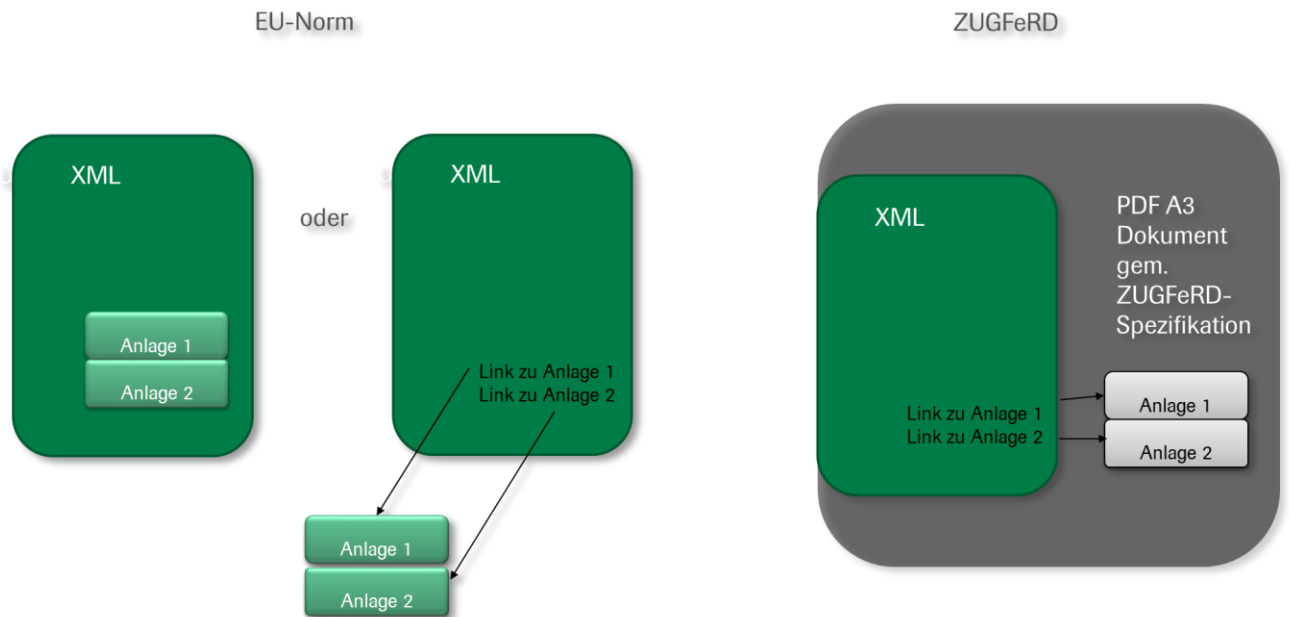 EU-Norm
XML
Anlage 1
Anlage 2
oder
XML
Link zu Anlage 1
Link zu Anlage 2
Anlage 1
Anlage 2
ZUGFeRD
XML
Link zu Anlage 1
Link zu Anlage 2
PDF A3
Dokument
gem.
ZUGFeRD-
Spezifikation
Anlage 1
Anlage 2